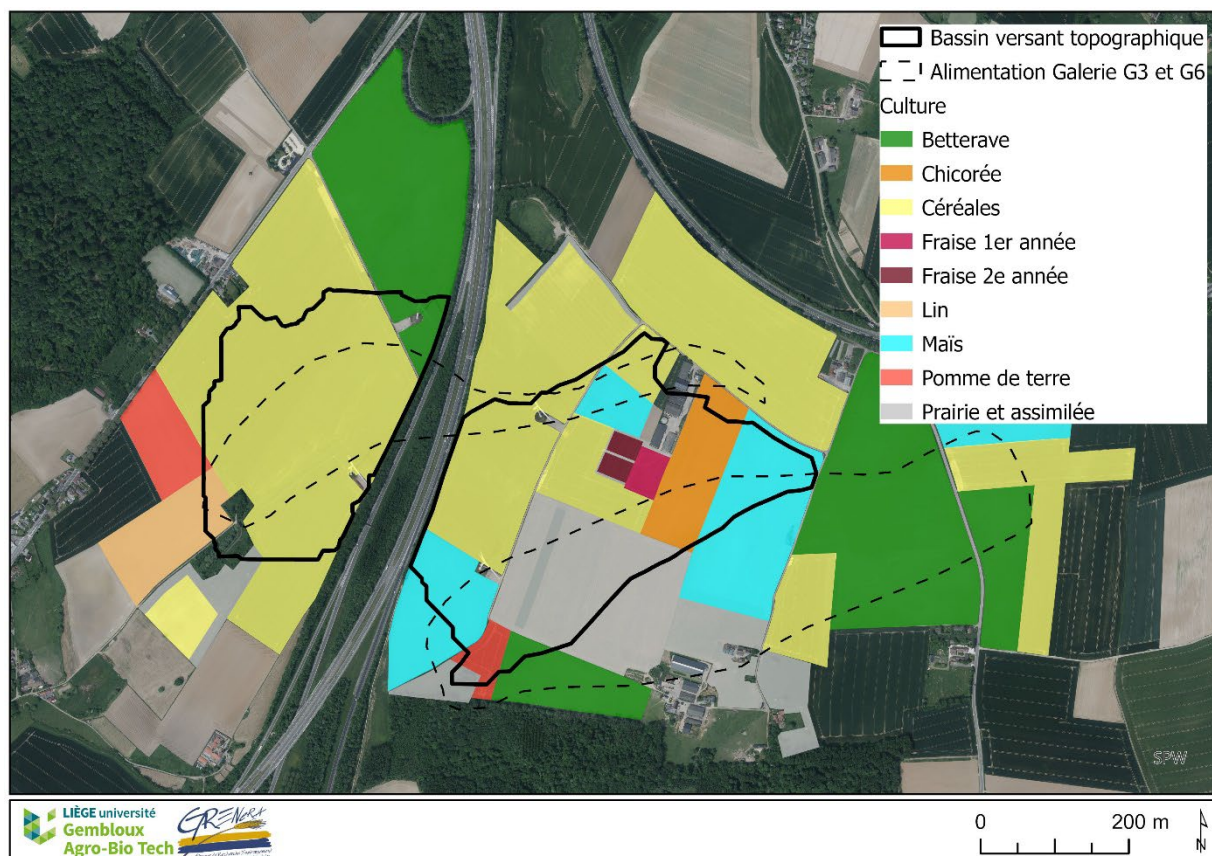 Bassin versant topographique
Alimentation Galerie G3 et G6
Culture
Betterave
Chicorée
Céréales
Fraise 1er année
Fraise 2e année
Lin
Maïs
Pomme de terre
Prairie et assimilée
SPW
LIÈGE université
Gembloux
Agro-Bio Tech
GRENeRA
0 200 m
N